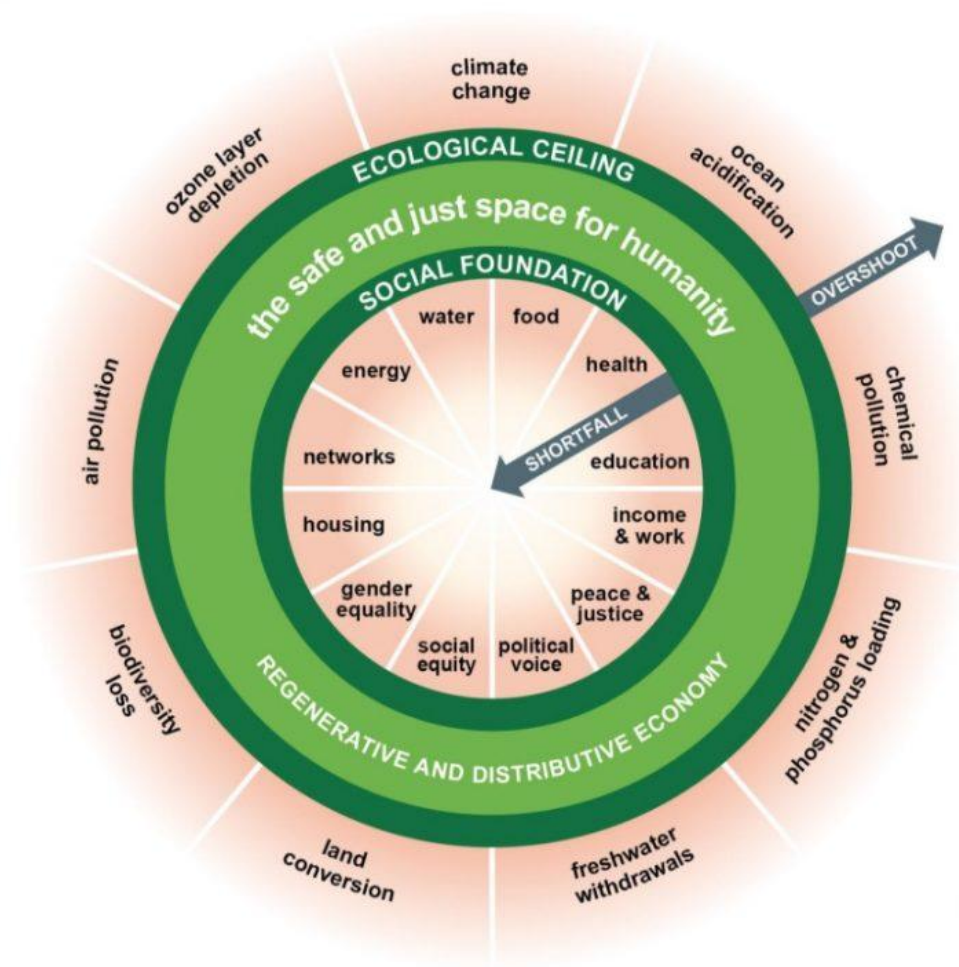 climate
change
ocean
acidification
chemical
pollution
nitrogen &
phosphorus loading
freshwater
withdrawals
land
conversion
biodiversity
loss
air pollution
ozone layer
depletion
OVERSHOOT
ECOLOGICAL CEILING
the safe and just space for humanity
SOCIAL FOUNDATION
water
food
energy
health
SHORTFALL
networks
education
housing
income
& work
gender
equality
peace &
justice
social
equity
political
voice
REGENERATIVE AND DISTRIBUTIVE ECONOMY